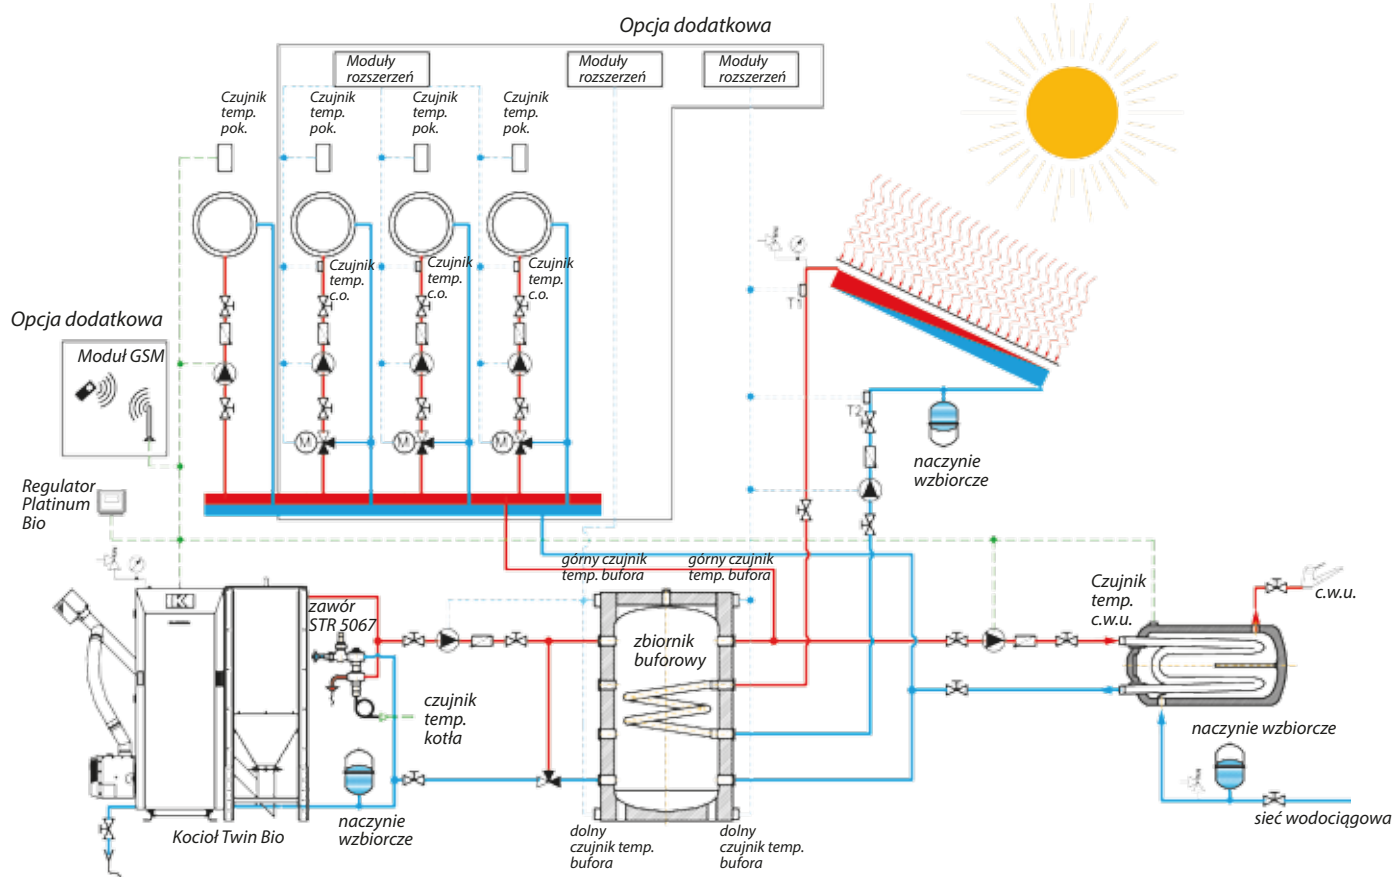 Opcja dodatkowa
Moduły
rozszerzeń
Moduły
rozszerzeń
Moduły
rozszerzeń
Czujnik
temp.
pok.
Czujnik
temp.
pok.
Czujnik
temp.
pok.
Czujnik
temp.
pok.
Czujnik
temp.
c.o.
Czujnik
temp.
c.o.
Czujnik
temp.
c.o.
T1
T2
Opcja dodatkowa
Moduł GSM
M
M
M
naczynie
wzbiorcze
Regulator
Platinum
Bio
górny czujnik
temp. bufora
górny czujnik
temp. bufora
Czujnik
temp.
c.w.u.
c.w.u.
K
zawór
STR 5067
zbiornik
buforowy
czujnik
temp.
kotła
naczynie wzbiorcze
Kocioł Twin Bio
naczynie
wzbiorcze
dolny
czujnik temp.
bufora
dolny
czujnik temp.
bufora
sieć wodociągowa